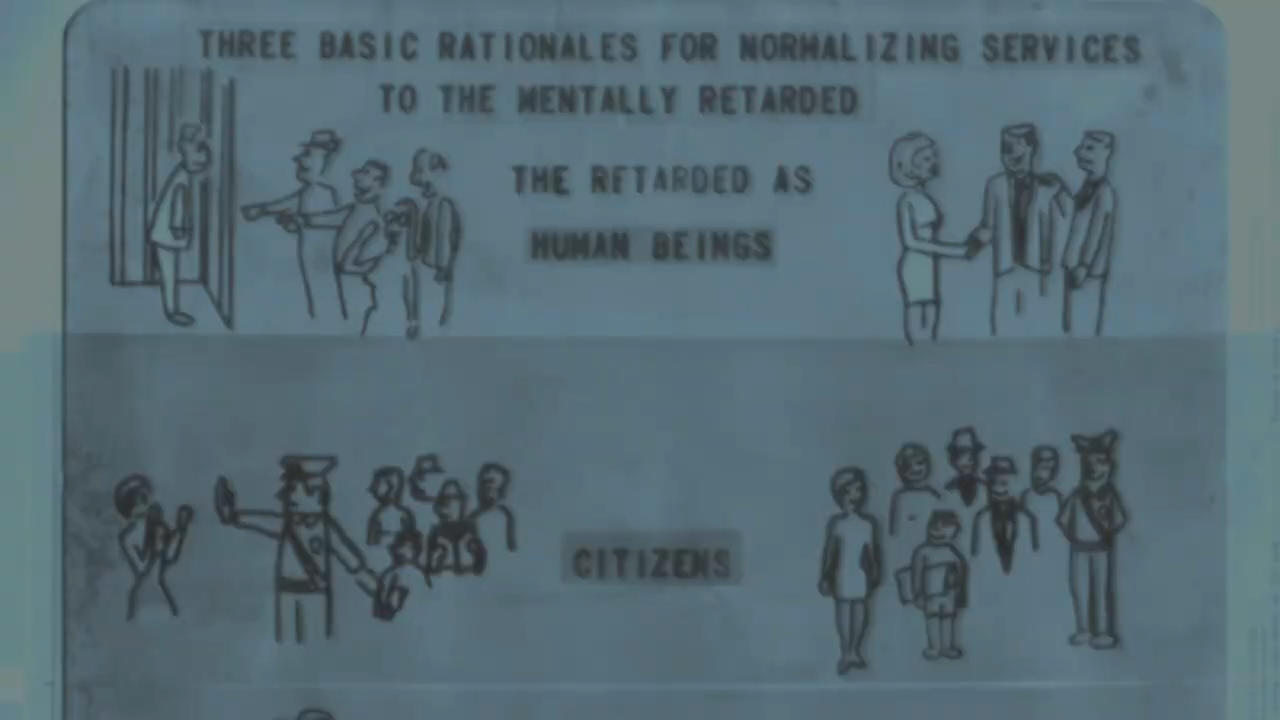 THREE BASIC RATIONALES FOR NORMALIZING SERVICES
TO THE MENTALLY RETARDED
THE RETARDED AS
HUMAN BEINGS
CITIZENS